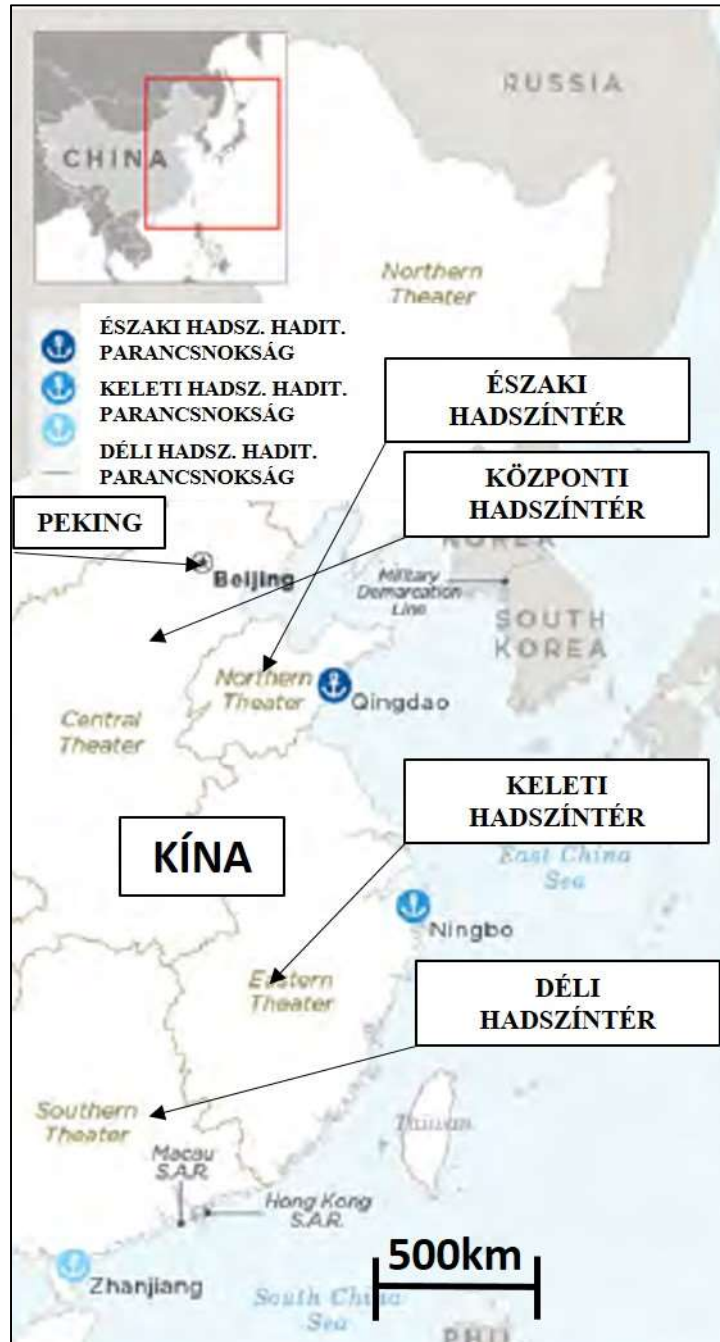 RUSSIA
CHINA
Northern
Theater
ÉSZAKI HADSZ. HADIT.
PARANCSNOKSÁG
KELETI HADSZ. HADIT.
PARANCSNOKSÁG
DÉLI HADSZ. HADIT.
PARANCSNOKSÁG
ÉSZAKI
HADSZÍNTÉR
KÖZPONTI
HADSZÍNTÉR
PEKING
KOREA
Beijing
Military
Demarcation
Line
SOUTH
KOREA
Northern
Theater
Qingdao
Central
Theater
KELETI
HADSZÍNTÉR
KÍNA
East China
Sea
Ningbo
Eastern
Theater
DÉLI
HADSZÍNTÉR
Southern
Theater
Taiwan
Macau
S.A.R.
Hong Kong
S.A.R.
500km
Zhanjiang
South China
Sea
PHIL